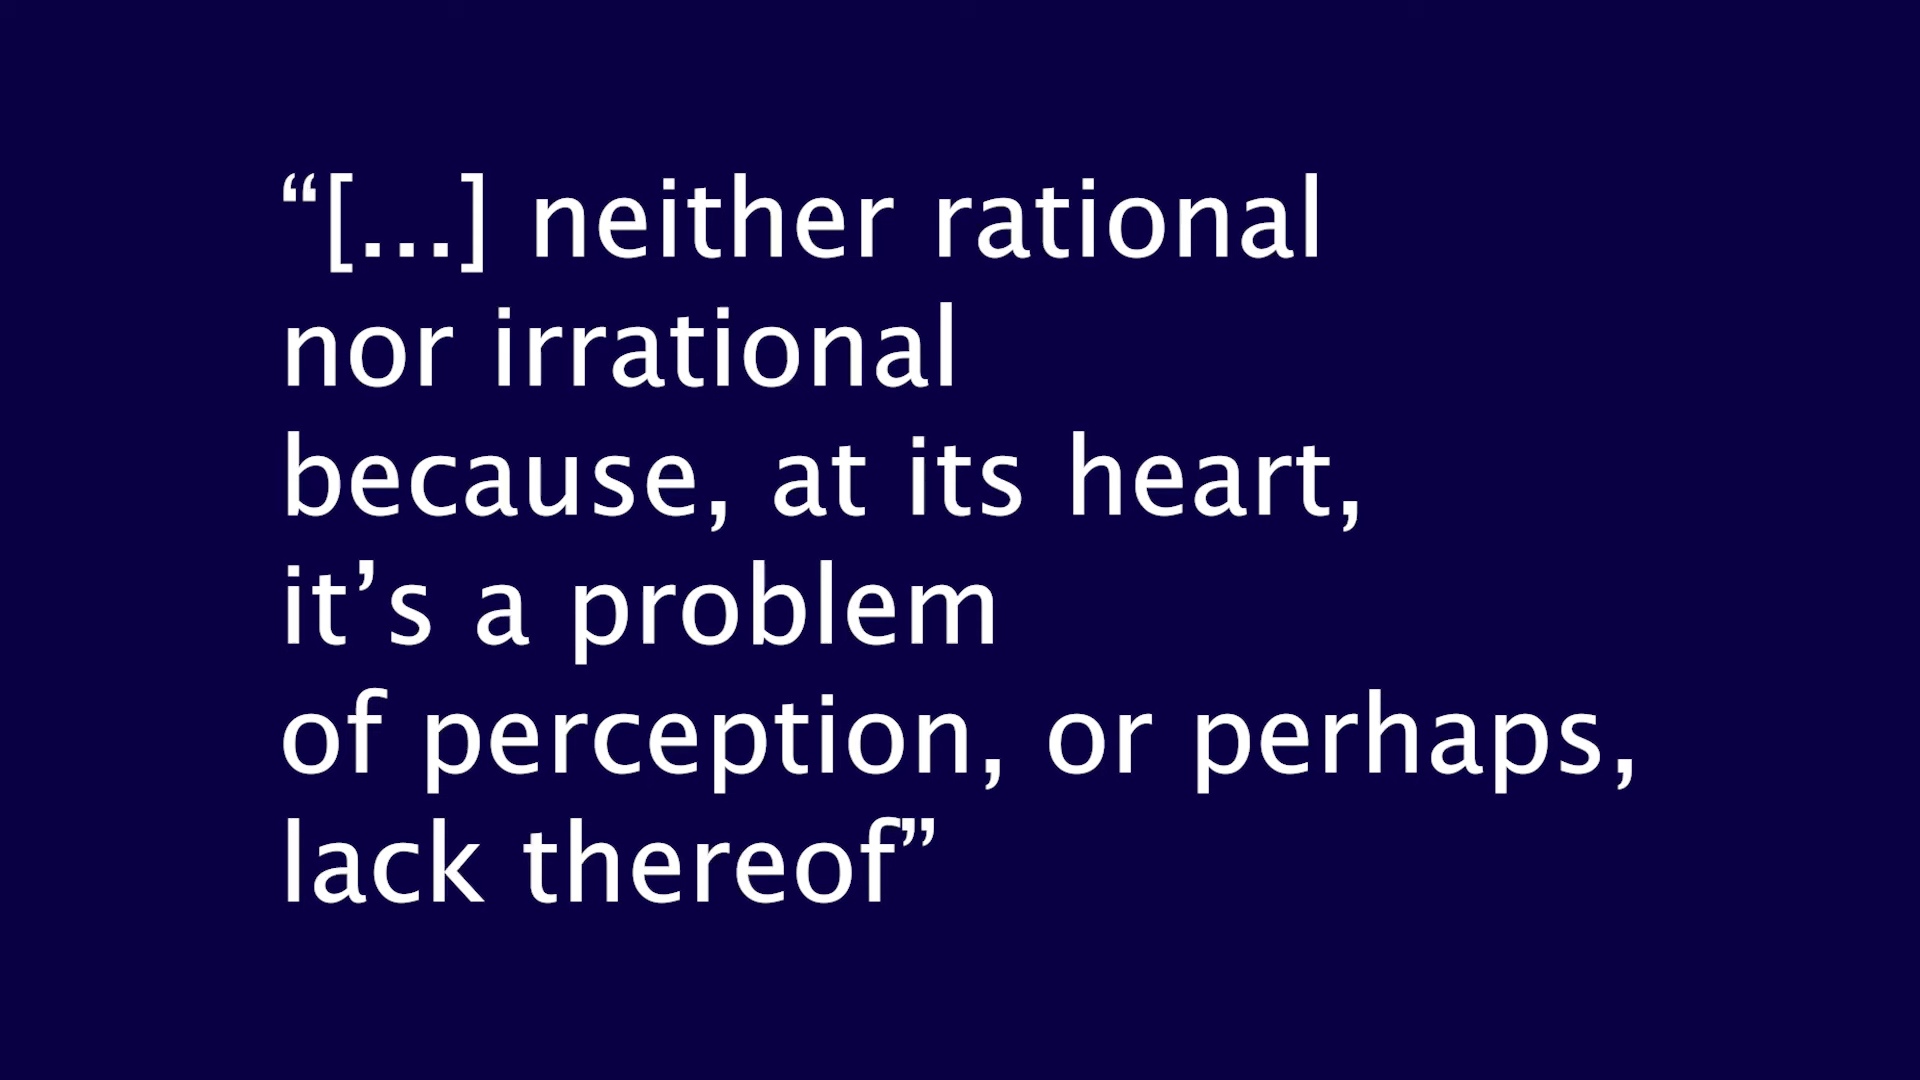 “[...] neither rational
nor irrational
because, at its heart,
it’s a problem
of perception, or perhaps,
lack thereof”